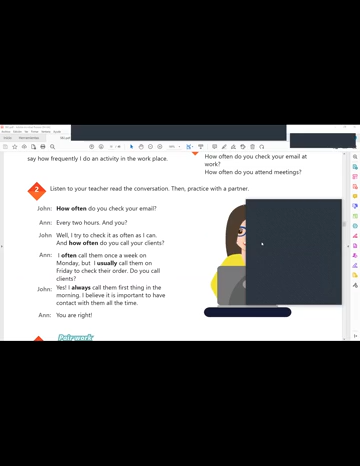 say how frequently I do an activity in the work place.
How often do you check your email at
work?
How often do you attend meetings?
2 Listen to your teacher read the conversation. Then, practice with a partner.
John: How often do you check your email?
Ann: Every two hours. And you?
John Well, I try to check it as often as I can.
And how often do you call your clients?
Ann: I often call them once a week on
Monday, but I usually call them on
Friday to check their order. Do you call
clients?
John: Yes! I always call them first thing in the
morning. I believe it is important to have
contact with them all the time.
Ann: You are right!
Pair work